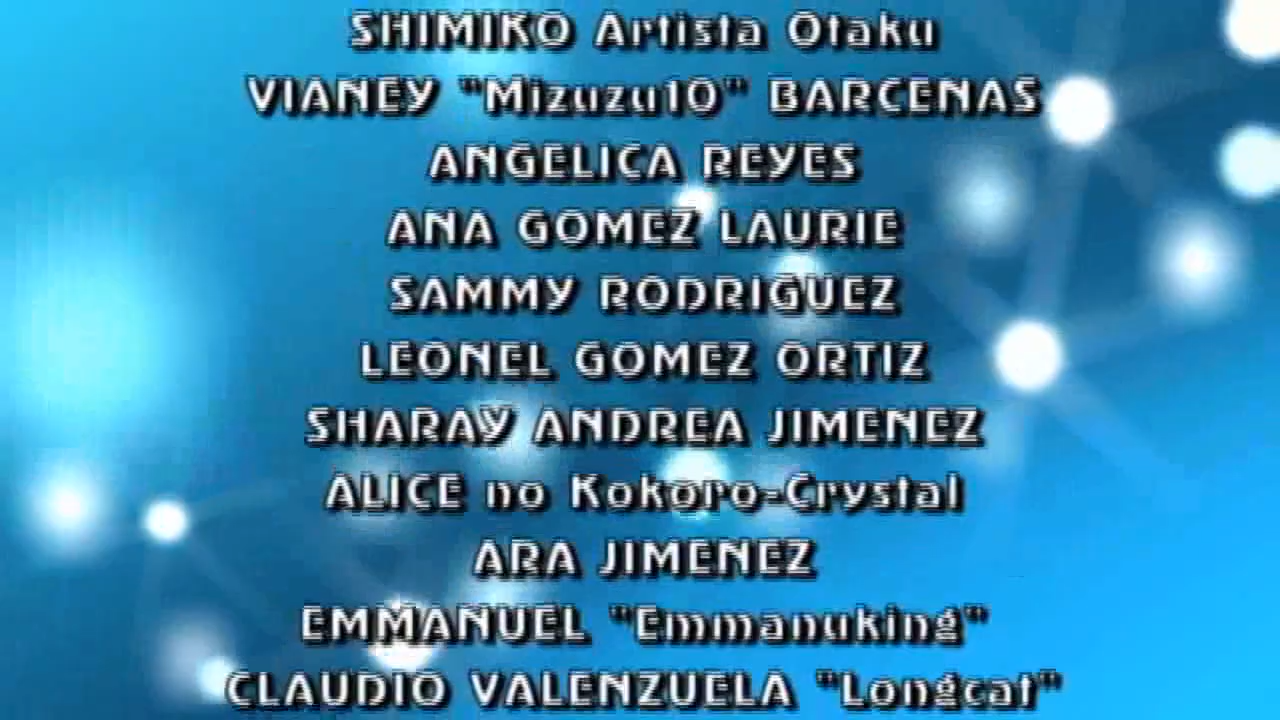 SHIMIKO Artista Otaku
VIANEY "Mizuzu10" BARCENAS
ANGELICA REYES
ANA GOMEZ LAURIE
SAMMY RODRIGUEZ
LEONEL GOMEZ ORTIZ
SHARAY ANDREA JIMENEZ
ALICE no Kokoro-Crystal
ARA JIMENEZ
EMMANUEL "Emmanuking"
CLAUDIO VALENZUELA "Longcat"